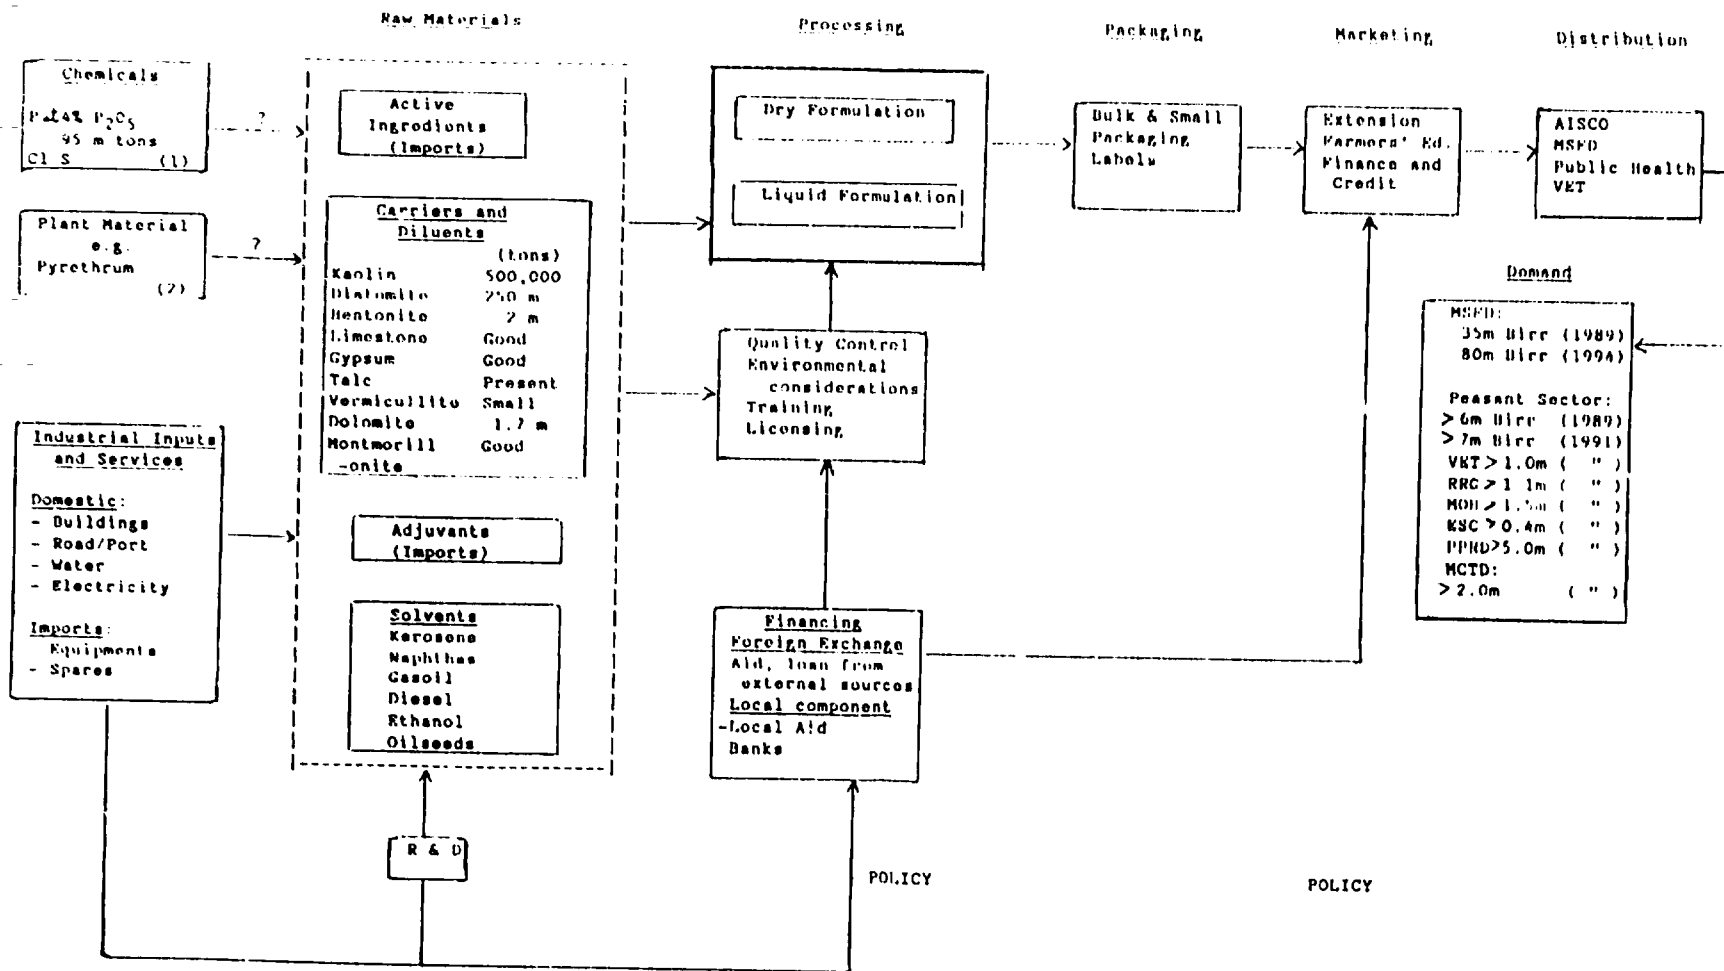 Raw Materials
Processing
Packaging
Marketing
Distribution
Chemicals
P₂O₅
95 m tons
Cl S (1)
?
Plant Material
e.g.
Pyrethrum
(2)
?
Industrial Inputs
and Services
Domestic:
- Buildings
- Road/Port
- Water
- Electricity
Imports:
Equipments
- Spares
Active
Ingredients
(Imports)
Carriers and
Diluents
(tons)
Kaolin 500,000
Diatomite 250 m
Bentonite 2 m
Limestone Good
Gypsum Good
Talc Present
Vermicullite Small
Dolomite 1.7 m
Montmorill Good
-onite
Adjuvants
(Imports)
Solvents
Kerosene
Naphthas
Gasoil
Diesel
Ethanol
Oilseeds
R & D
Dry Formulation
Liquid Formulation
Quality Control
Environmental
considerations
Training
Licensing
Financing
Foreign Exchange
Aid, loan from
external sources
Local component
-Local Aid
Banks
POLICY
Bulk & Small
Packaging
Labels
Extension
Farmers' Ed.
Finance and
Credit
AISCO
MSFD
Public Health
VET
Demand
MSFD:
35m Birr (1989)
80m Birr (1994)
Peasant Sector:
>6m Birr (1989)
>7m Birr (1991)
VET > 1.0m ( " )
RRC > 1 1m ( " )
MOH > 1.5m ( " )
ESC > 0.4m ( " )
PPRD>5.0m ( " )
MCTD:
> 2.0m ( " )
POLICY